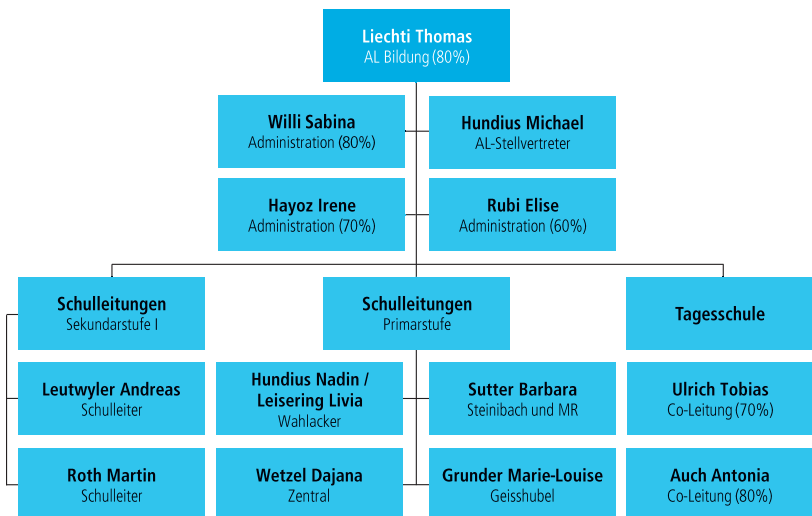 Liechti Thomas
AL Bildung (80%)
Willi Sabina
Administration (80%)
Hundius Michael
AL-Stellvertreter
Hayoz Irene
Administration (70%)
Rubi Elise
Administration (60%)
Schulleitungen
Sekundarstufe I
Schulleitungen
Primarstufe
Tagesschule
Leutwyler Andreas
Schulleiter
Hundius Nadin /
Leisering Livia
Wahlacker
Sutter Barbara
Steinibach und MR
Ulrich Tobias
Co-Leitung (70%)
Roth Martin
Schulleiter
Wetzel Dajana
Zentral
Grunder Marie-Louise
Geisshubel
Auch Antonia
Co-Leitung (80%)